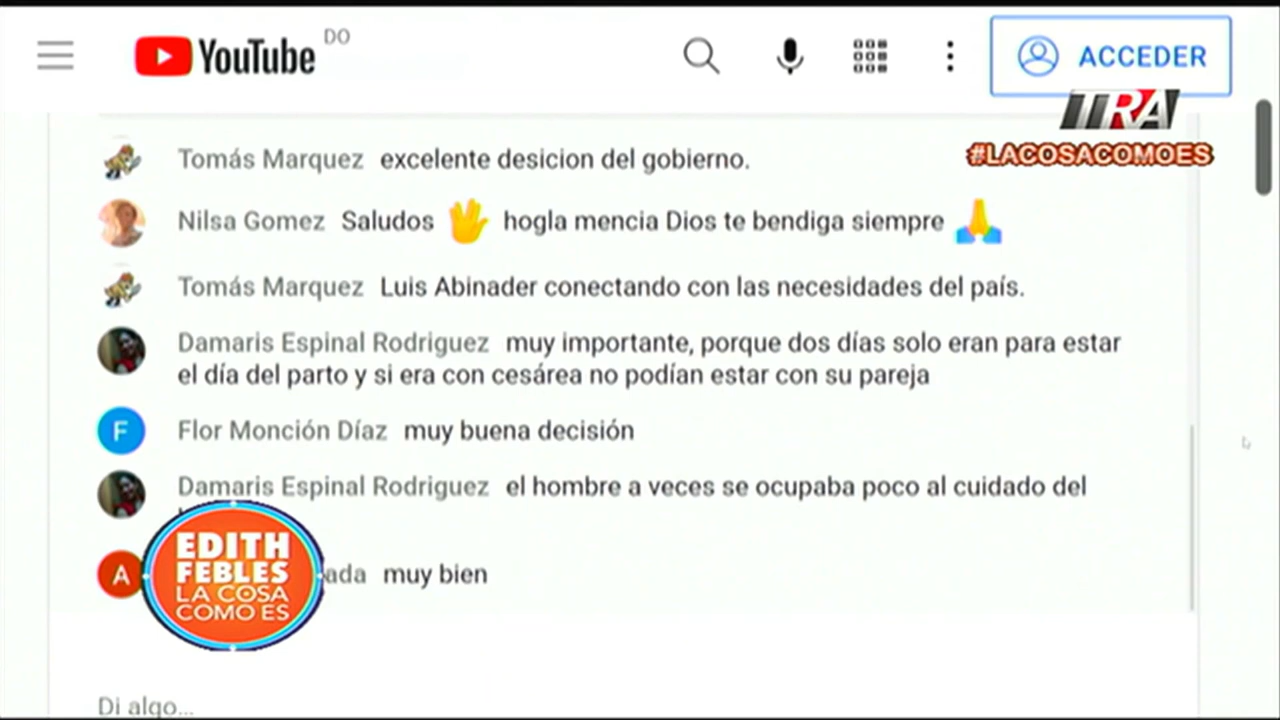 YouTube DO
ACCEDER
TRA
#LACOSACOMOES
Tomás Marquez excelente desicion del gobierno.
Nilsa Gomez Saludos 🖖 hogla mencia Dios te bendiga siempre 🙏
Tomás Marquez Luis Abinader conectando con las necesidades del país.
Damaris Espinal Rodriguez muy importante, porque dos días solo eran para estar
el día del parto y si era con cesárea no podían estar con su pareja
F Flor Monción Díaz muy buena decisión
Damaris Espinal Rodriguez el hombre a veces se ocupaba poco al cuidado del
A ada muy bien
EDITH
FEBLES
LA COSA
COMO ES
Di algo...